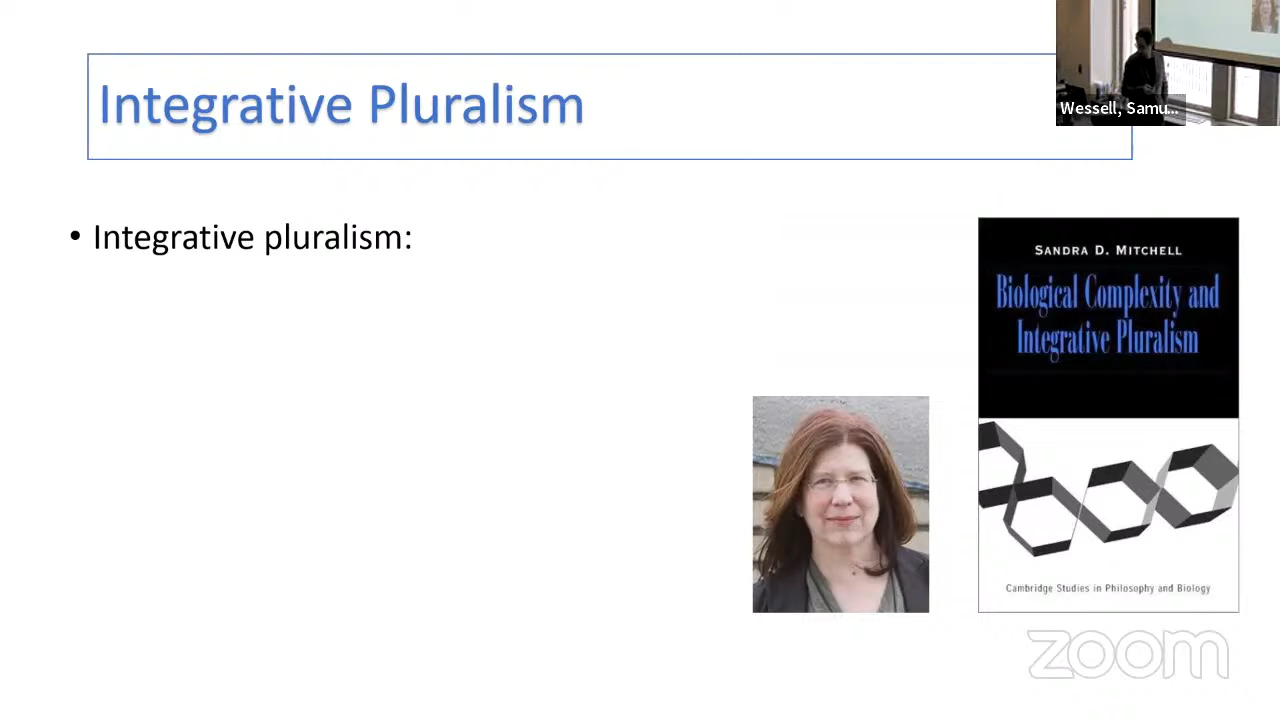 Integrative Pluralism
Wessell, Samu...
• Integrative pluralism:
SANDRA D. MITCHELL
Biological Complexity and
Integrative Pluralism
Cambridge Studies in Philosophy and Biology
zoom